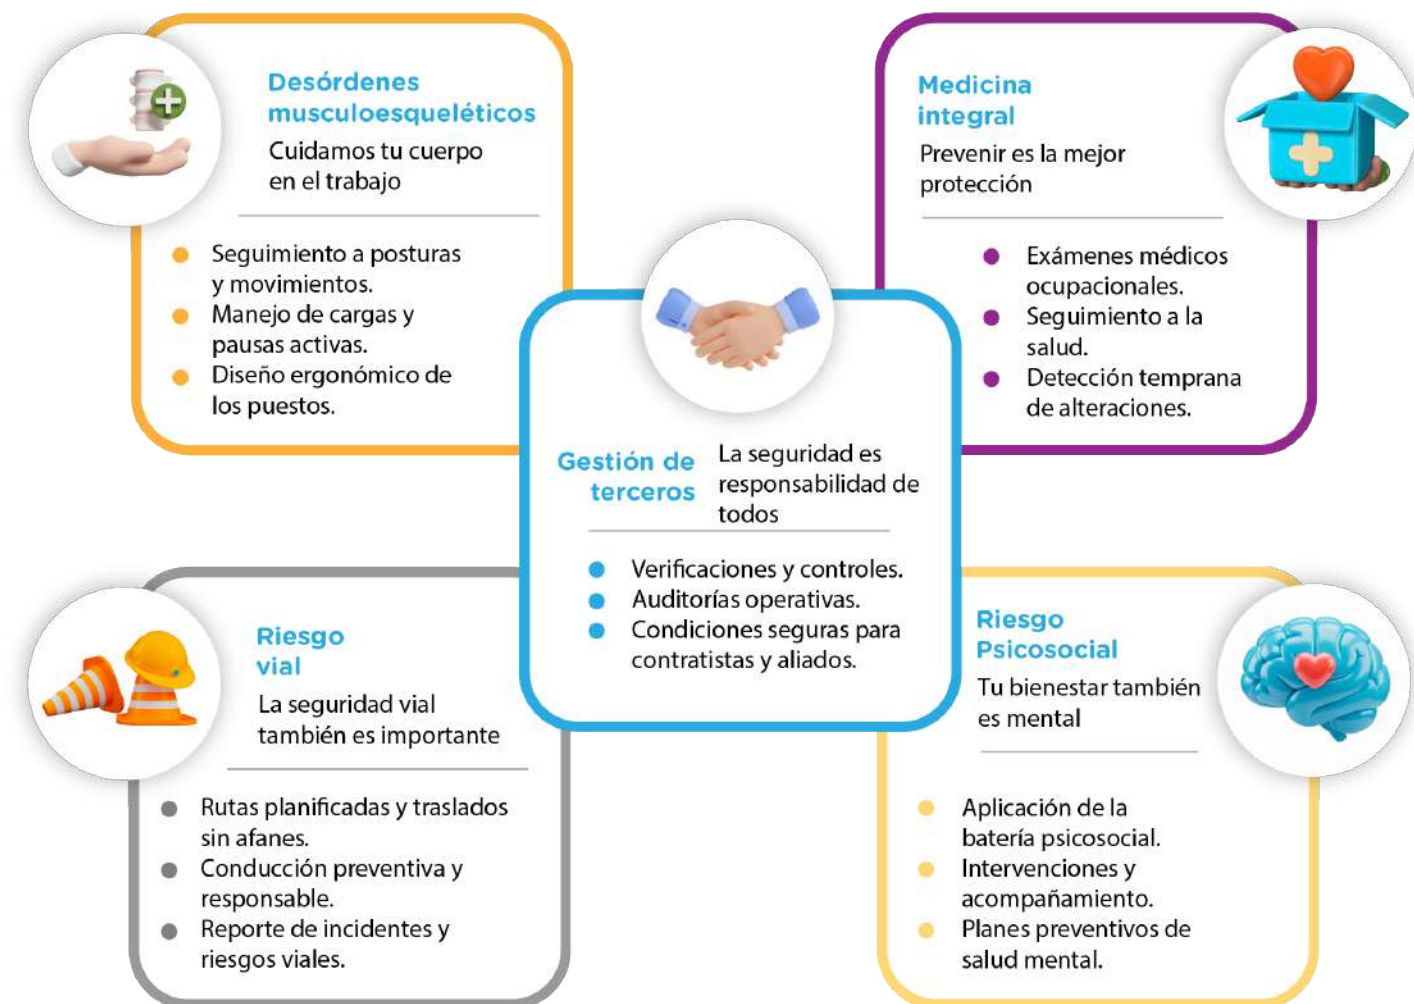 Desórdenes
musculoesqueléticos
Cuidamos tu cuerpo
en el trabajo
Seguimiento a posturas
y movimientos.
Manejo de cargas y
pausas activas.
Diseño ergonómico de
los puestos.
Medicina
integral
Prevenir es la mejor
protección
Exámenes médicos
ocupacionales.
Seguimiento a la
salud.
Detección temprana
de alteraciones.
Gestión de
terceros
La seguridad es
responsabilidad de
todos
Verificaciones y controles.
Auditorías operativas.
Condiciones seguras para
contratistas y aliados.
Riesgo
vial
La seguridad vial
también es importante
Rutas planificadas y traslados
sin afanes.
Conducción preventiva y
responsable.
Reporte de incidentes y
riesgos viales.
Riesgo
Psicosocial
Tu bienestar también
es mental
Aplicación de la
batería psicosocial.
Intervenciones y
acompañamiento.
Planes preventivos de
salud mental.